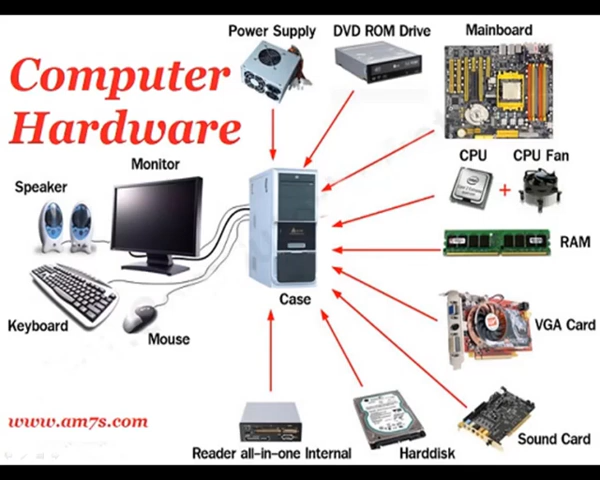 Power Supply
DVD ROM Drive
Mainboard
Computer
Hardware
CPU
CPU Fan
+
Monitor
Speaker
RAM
Case
Keyboard
Mouse
VGA Card
www.am7s.com
Reader all-in-one Internal
Harddisk
Sound Card